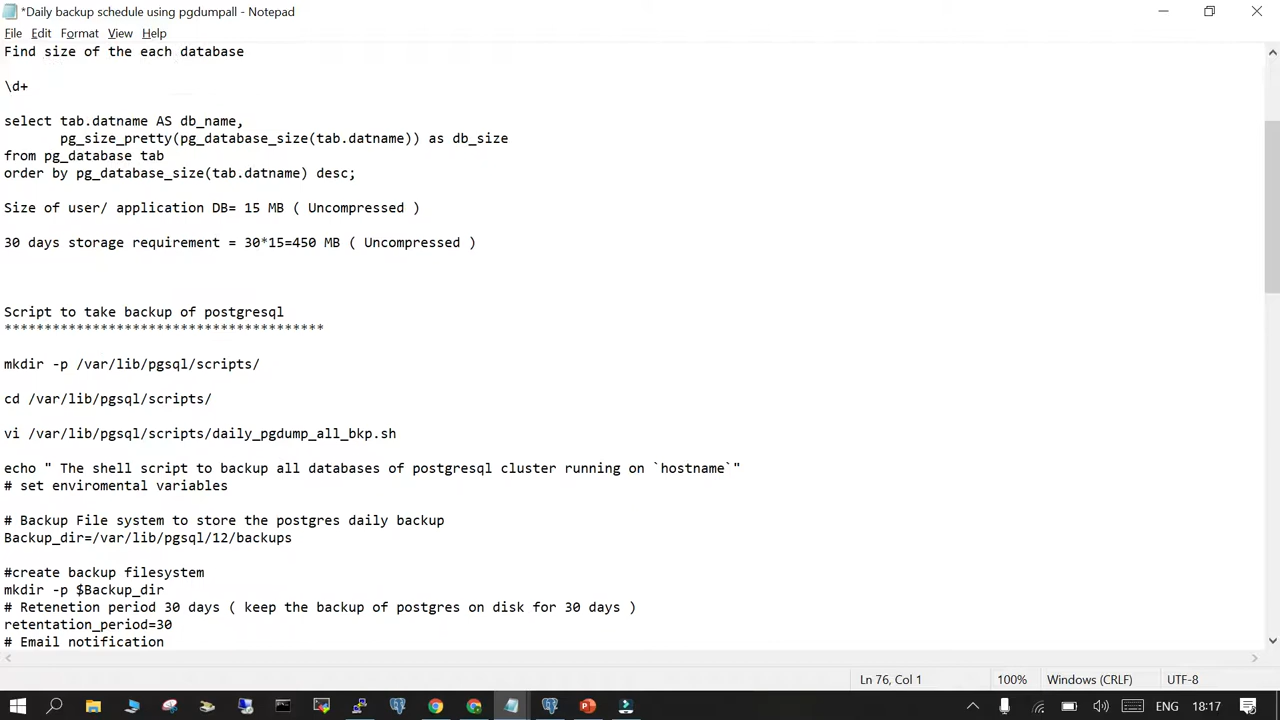 *Daily backup schedule using pgdumpall - Notepad
File Edit Format View Help
Find size of the each database
\d+
select tab.datname AS db_name,
pg_size_pretty(pg_database_size(tab.datname)) as db_size
from pg_database tab
order by pg_database_size(tab.datname) desc;
Size of user/ application DB= 15 MB ( Uncompressed )
30 days storage requirement = 30*15=450 MB ( Uncompressed )
Script to take backup of postgresql
****************************************
mkdir -p /var/lib/pgsql/scripts/
cd /var/lib/pgsql/scripts/
vi /var/lib/pgsql/scripts/daily_pgdump_all_bkp.sh
echo " The shell script to backup all databases of postgresql cluster running on `hostname`"
# set enviromental variables
# Backup File system to store the postgres daily backup
Backup_dir=/var/lib/pgsql/12/backups
#create backup filesystem
mkdir -p $Backup_dir
# Retenetion period 30 days ( keep the backup of postgres on disk for 30 days )
retentation_period=30
# Email notification
Ln 76, Col 1 100% Windows (CRLF) UTF-8
ENG 18:17